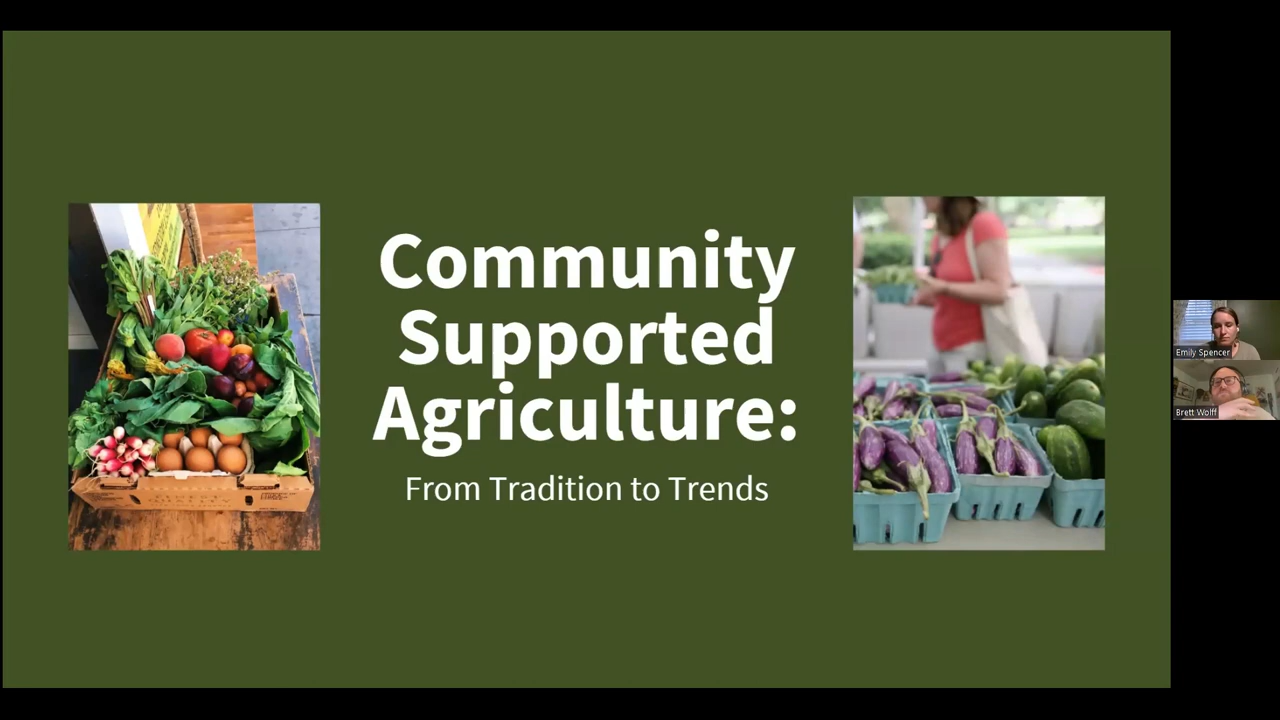 Community
Supported
Agriculture:
From Tradition to Trends
Emily Spencer
Brett Wolff